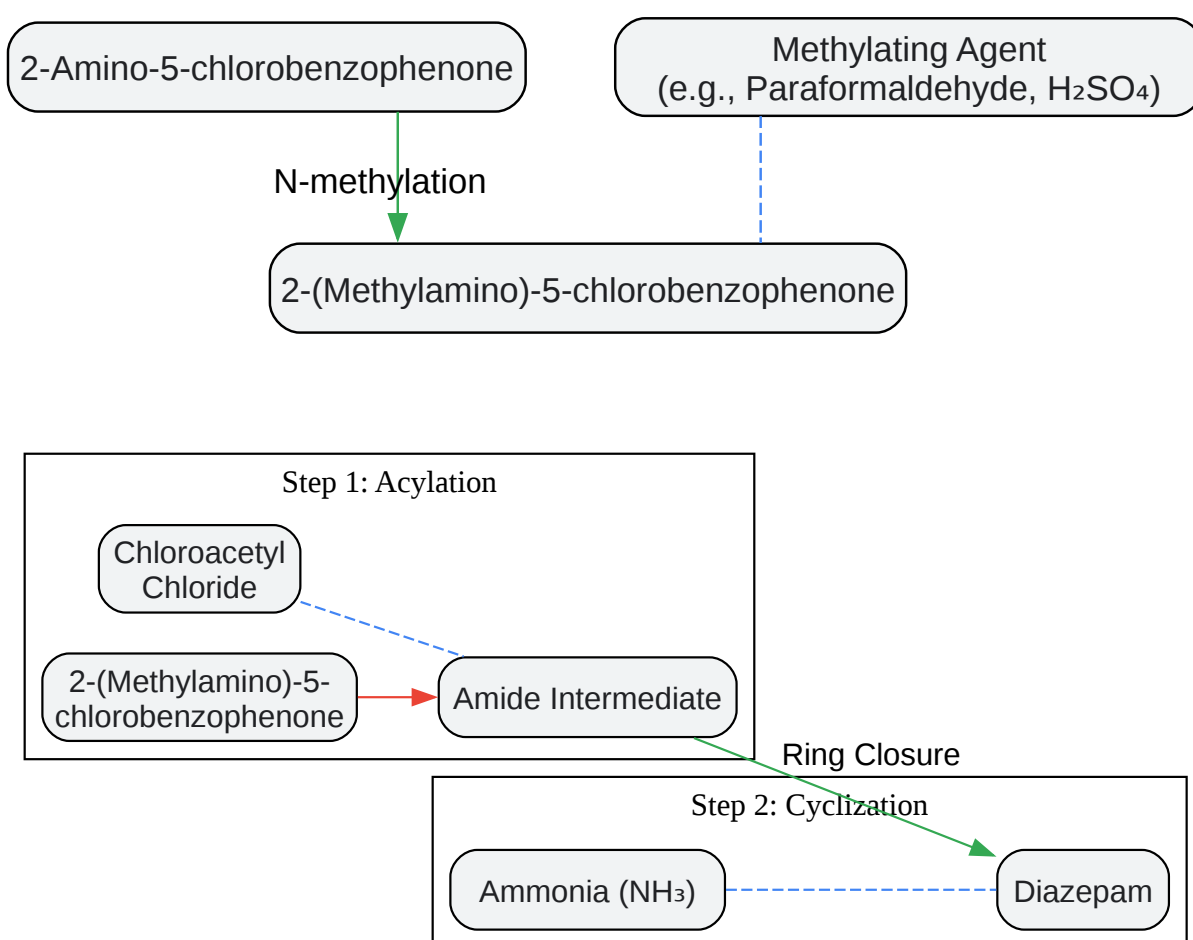 2-Amino-5-chlorobenzophenone
Methylating Agent
(e.g., Paraformaldehyde, H₂SO₄)
N-methylation
2-(Methylamino)-5-chlorobenzophenone
Step 1: Acylation
Chloroacetyl
Chloride
2-(Methylamino)-5-
chlorobenzophenone
Amide Intermediate
Ring Closure
Step 2: Cyclization
Ammonia (NH₃)
Diazepam